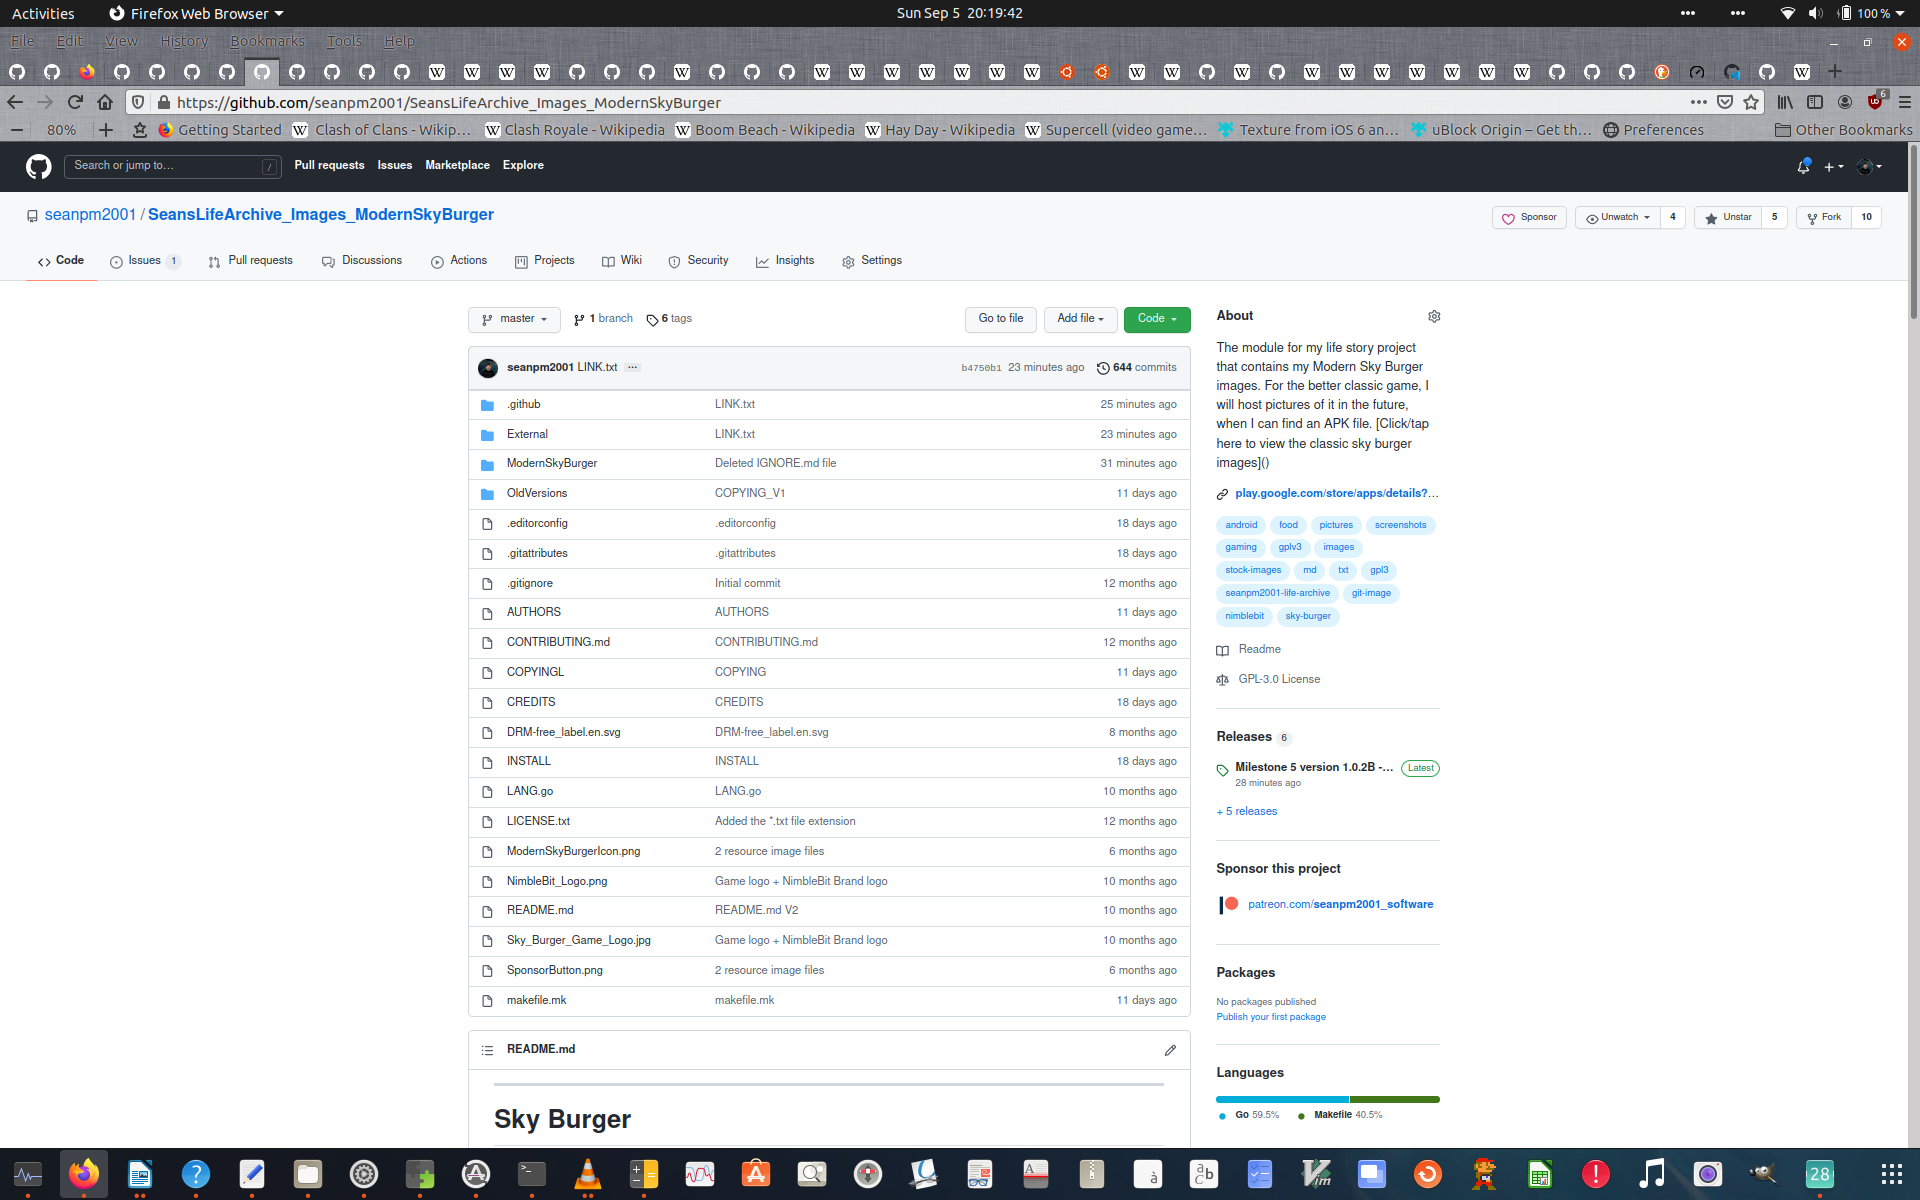 Activities Firefox Web Browser Sun Sep 5 20:19:42 100 %
File Edit View History Bookmarks Tools Help
https://github.com/seanpm2001/SeansLifeArchive_Images_ModernSkyBurger 6
80% Getting Started Clash of Clans - Wikip… Clash Royale - Wikipedia Boom Beach - Wikipedia Hay Day - Wikipedia Supercell (video game… Texture from iOS 6 an… uBlock Origin – Get th… Preferences Other Bookmarks
Search or jump to… / Pull requests Issues Marketplace Explore
seanpm2001 / SeansLifeArchive_Images_ModernSkyBurger Sponsor Unwatch 4 Unstar 5 Fork 10
Code Issues 1 Pull requests Discussions Actions Projects Wiki Security Insights Settings
master 1 branch 6 tags Go to file Add file Code
seanpm2001 LINK.txt ... b4750b1 23 minutes ago 644 commits
.github LINK.txt 25 minutes ago
External LINK.txt 23 minutes ago
ModernSkyBurger Deleted IGNORE.md file 31 minutes ago
OldVersions COPYING_V1 11 days ago
.editorconfig .editorconfig 18 days ago
.gitattributes .gitattributes 18 days ago
.gitignore Initial commit 12 months ago
AUTHORS AUTHORS 11 days ago
CONTRIBUTING.md CONTRIBUTING.md 12 months ago
COPYINGL COPYING 11 days ago
CREDITS CREDITS 18 days ago
DRM-free_label.en.svg DRM-free_label.en.svg 8 months ago
INSTALL INSTALL 18 days ago
LANG.go LANG.go 10 months ago
LICENSE.txt Added the *.txt file extension 12 months ago
ModernSkyBurgerIcon.png 2 resource image files 6 months ago
NimbleBit_Logo.png Game logo + NimbleBit Brand logo 10 months ago
README.md README.md V2 10 months ago
Sky_Burger_Game_Logo.jpg Game logo + NimbleBit Brand logo 10 months ago
SponsorButton.png 2 resource image files 6 months ago
makefile.mk makefile.mk 11 days ago
README.md
Sky Burger
About
The module for my life story project
that contains my Modern Sky Burger
images. For the better classic game, I
will host pictures of it in the future,
when I can find an APK file. [Click/tap
here to view the classic sky burger
images]()
play.google.com/store/apps/details?…
android food pictures screenshots
gaming gplv3 images
stock-images md txt gpl3
seanpm2001-life-archive git-image
nimblebit sky-burger
Readme
GPL-3.0 License
Releases 6
Milestone 5 version 1.0.2B -… Latest
28 minutes ago
+ 5 releases
Sponsor this project
patreon.com/seanpm2001_software
Packages
No packages published
Publish your first package
Languages
Go 59.5% Makefile 40.5%
28